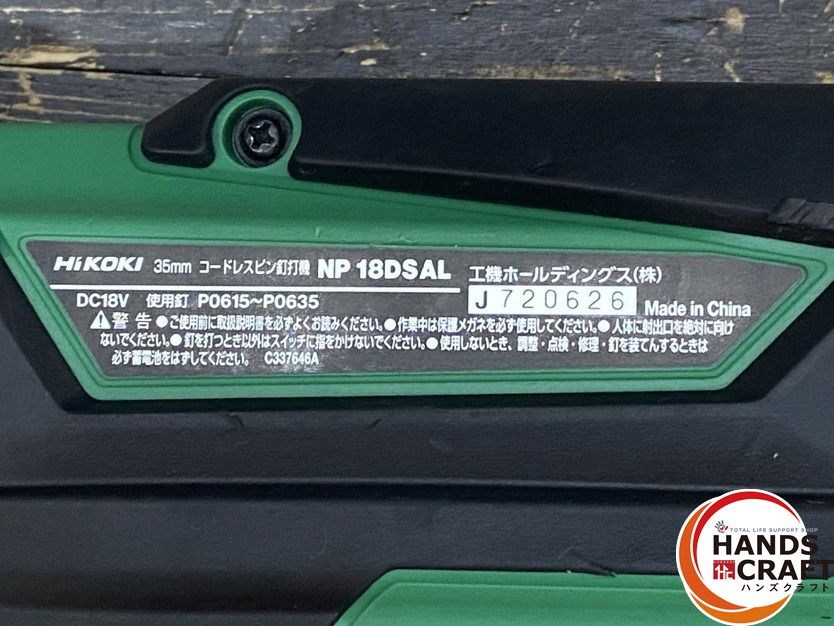 HiKOKI 35mm コードレスピン釘打機 NP 18DSAL 工機ホールディングス(株)
DC18V 使用釘 P0615~P0635 J 720626 Made in China
⚠警告 ●ご使用前に取扱説明書を必ずよくお読みください。●作業中は保護メガネを必ず使用してください。●人体に射出口を絶対に向け
ないでください。●釘を打つとき以外はスイッチに指をかけないでください。●使用しないとき、調整・点検・修理・釘を装てんするときは
必ず蓄電池をはずしてください。 C337646A
TOTAL LIFE SUPPORT SHOP
HANDS
CRAFT
ハンズクラフト